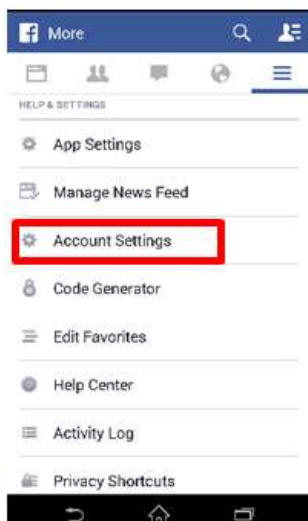 f More
HELP & SETTINGS
App Settings
Manage News Feed
Account Settings
Code Generator
Edit Favorites
Help Center
Activity Log
Privacy Shortcuts